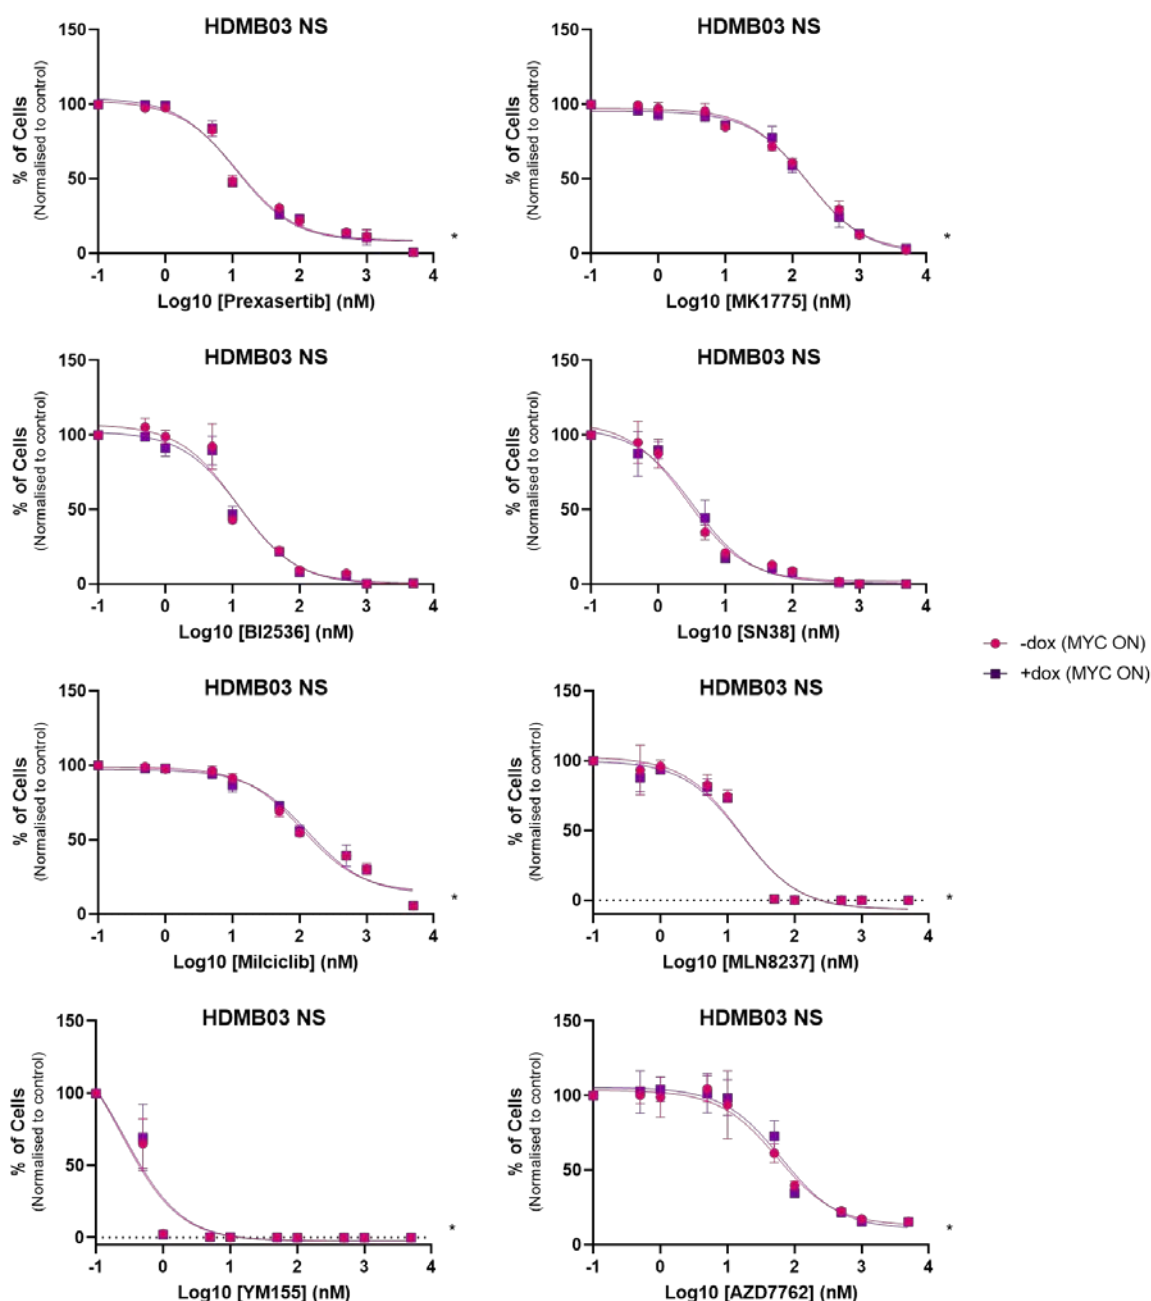 HDMB03 NS
% of Cells
(Normalised to control)
150
100
50
0
-1 0 1 2 3 4
*
Log10 [Prexasertib] (nM)
HDMB03 NS
% of Cells
(Normalised to control)
150
100
50
0
-1 0 1 2 3 4
*
Log10 [MK1775] (nM)
HDMB03 NS
% of Cells
(Normalised to control)
150
100
50
0
-1 0 1 2 3 4
Log10 [BI2536] (nM)
HDMB03 NS
% of Cells
(Normalised to control)
150
100
50
0
-1 0 1 2 3 4
Log10 [SN38] (nM)
-dox (MYC ON)
+dox (MYC ON)
HDMB03 NS
% of Cells
(Normalised to control)
150
100
50
0
-1 0 1 2 3 4
*
Log10 [Milciclib] (nM)
HDMB03 NS
% of Cells
(Normalised to control)
150
100
50
0
-1 0 1 2 3 4
*
Log10 [MLN8237] (nM)
HDMB03 NS
% of Cells
(Normalised to control)
150
100
50
0
-1 0 1 2 3 4
*
Log10 [YM155] (nM)
HDMB03 NS
% of Cells
(Normalised to control)
150
100
50
0
-1 0 1 2 3 4
*
Log10 [AZD7762] (nM)